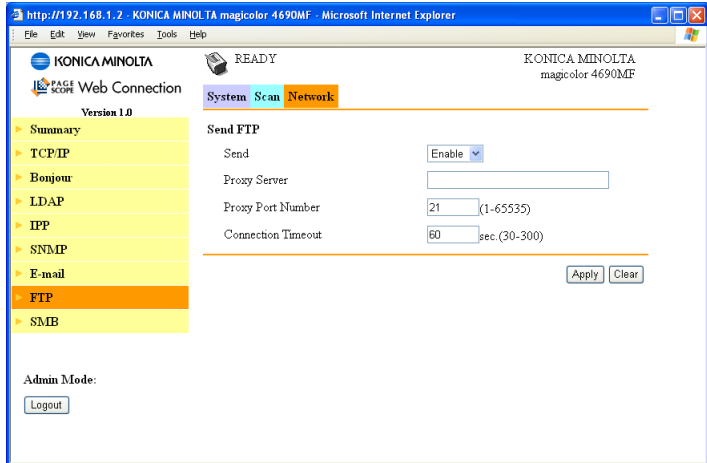 http://192.168.1.2 - KONICA MINOLTA magicolor 4690MF - Microsoft Internet Explorer
File Edit View Favorites Tools Help
KONICA MINOLTA
PAGE SCOPE Web Connection
Version 1.0
READY
KONICA MINOLTA
magicolor 4690MF
System Scan Network
Summary
TCP/IP
Bonjour
LDAP
IPP
SNMP
E-mail
FTP
SMB
Admin Mode:
Logout
Send FTP
Send Enable
Proxy Server
Proxy Port Number 21 (1-65535)
Connection Timeout 60 sec.(30-300)
Apply Clear